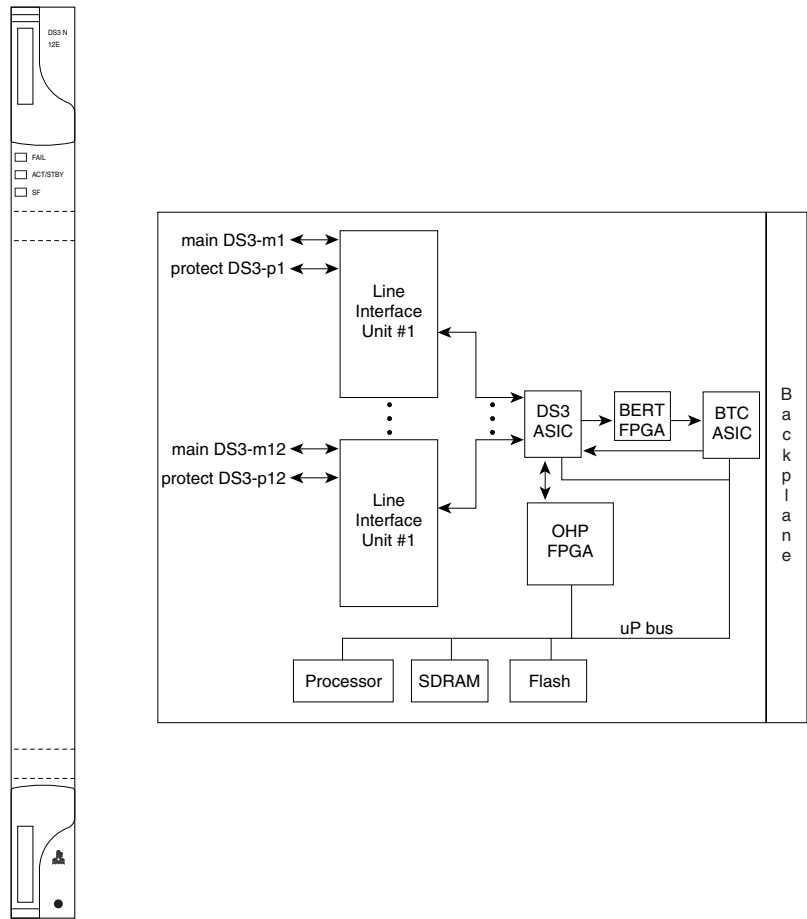 DS3 N
12E
FAIL
ACT/STBY
SF
main DS3-m1
protect DS3-p1
Line
Interface
Unit #1
main DS3-m12
protect DS3-p12
Line
Interface
Unit #1
DS3
ASIC
BERT
FPGA
BTC
ASIC
OHP
FPGA
uP bus
Processor
SDRAM
Flash
B
a
c
k
p
l
a
n
e